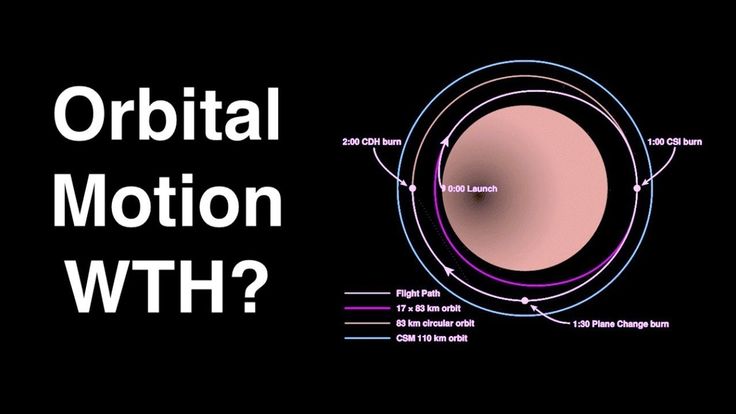 Orbital
Motion
WTH?
2:00 CDH burn
1:00 CSI burn
0:00 Launch
Flight Path
17 × 83 km orbit
83 km circular orbit
CSM 110 km orbit
1:30 Plane Change burn